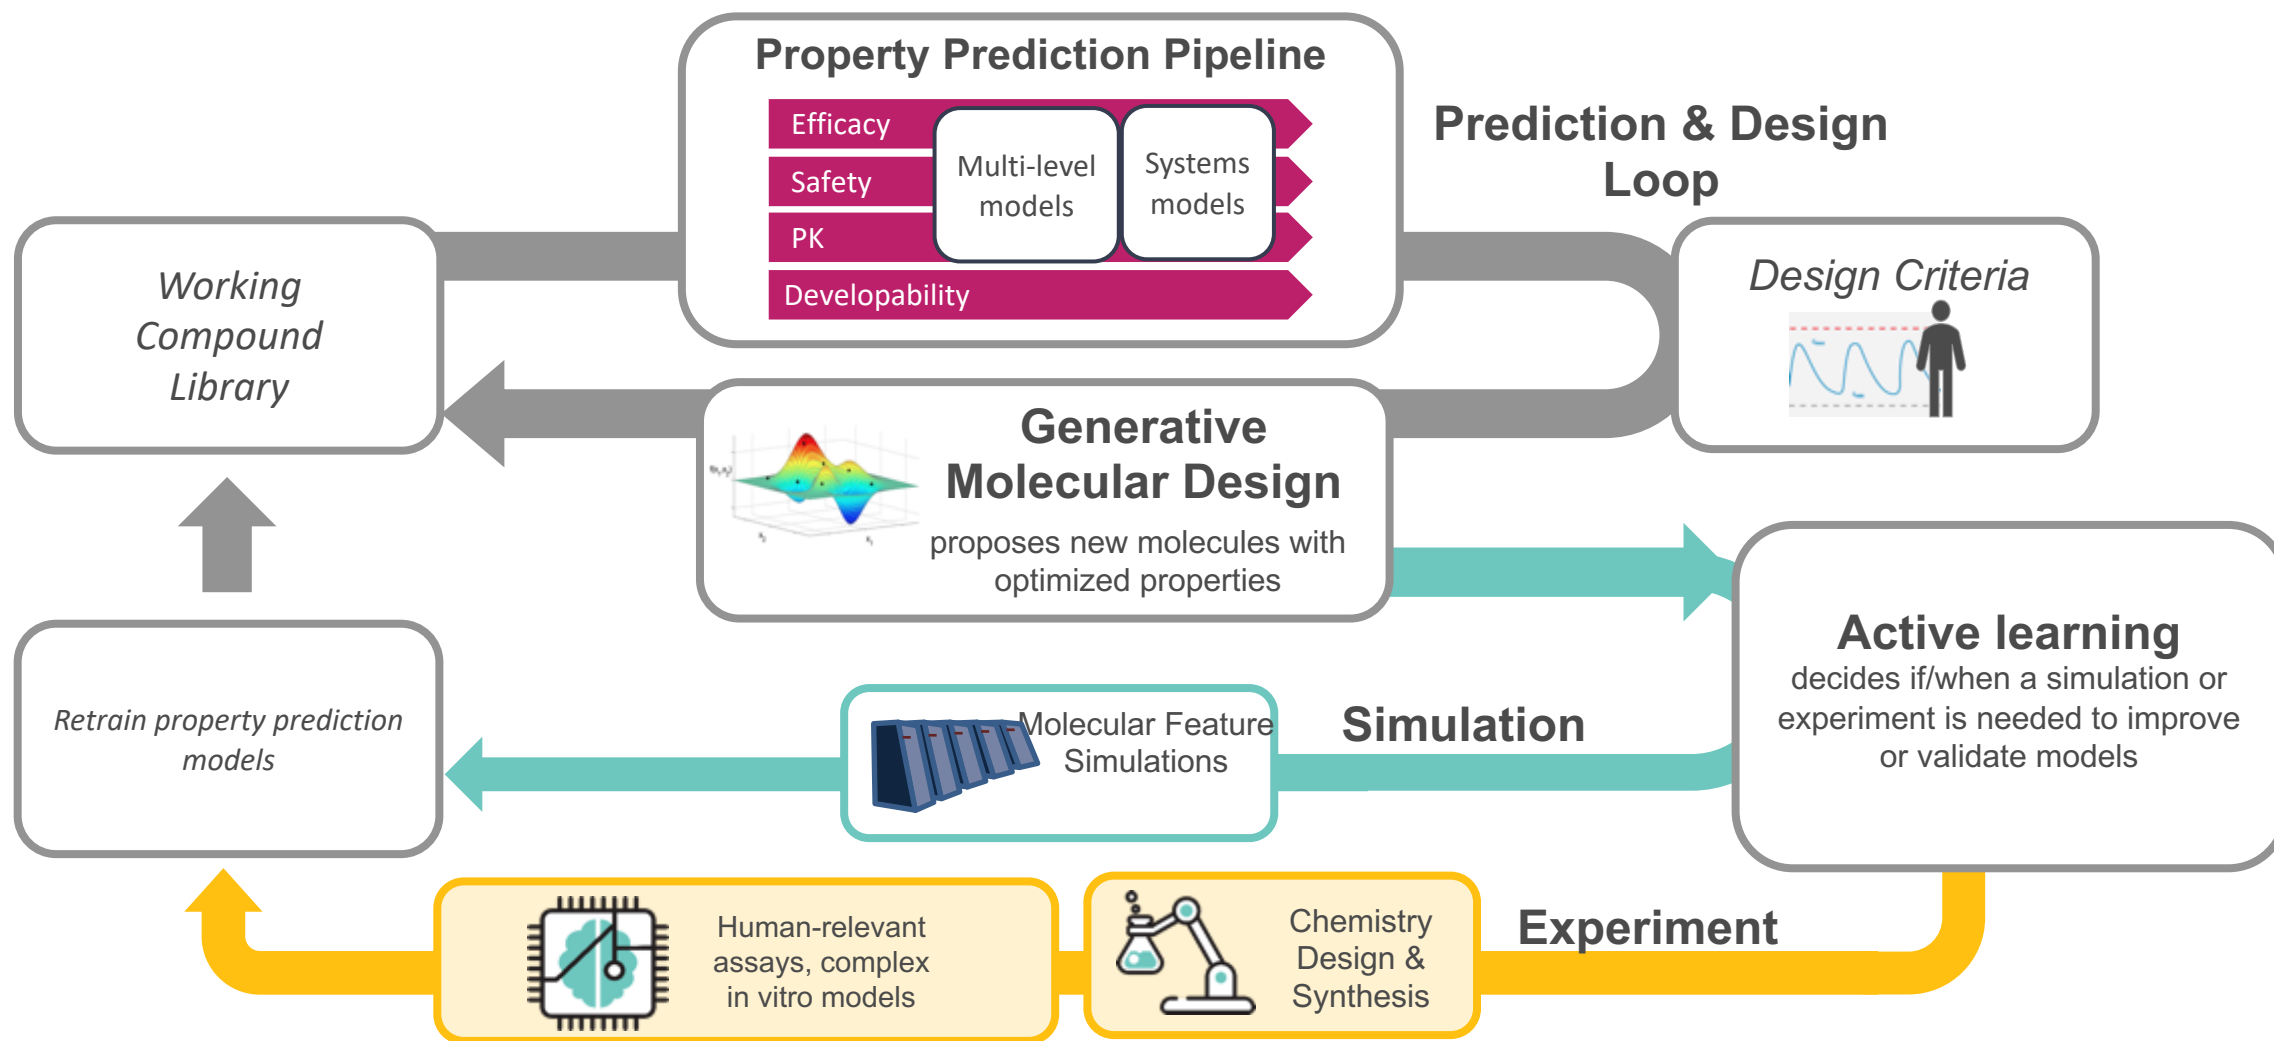 Property Prediction Pipeline
Efficacy
Safety
PK
Developability
Multi-level
models
Systems
models
Prediction & Design
Loop
Working
Compound
Library
Design Criteria
Generative
Molecular Design
proposes new molecules with
optimized properties
Active learning
decides if/when a simulation or
experiment is needed to improve
or validate models
Retrain property prediction
models
Molecular Feature
Simulations
Simulation
Human-relevant
assays, complex
in vitro models
Chemistry
Design &
Synthesis
Experiment